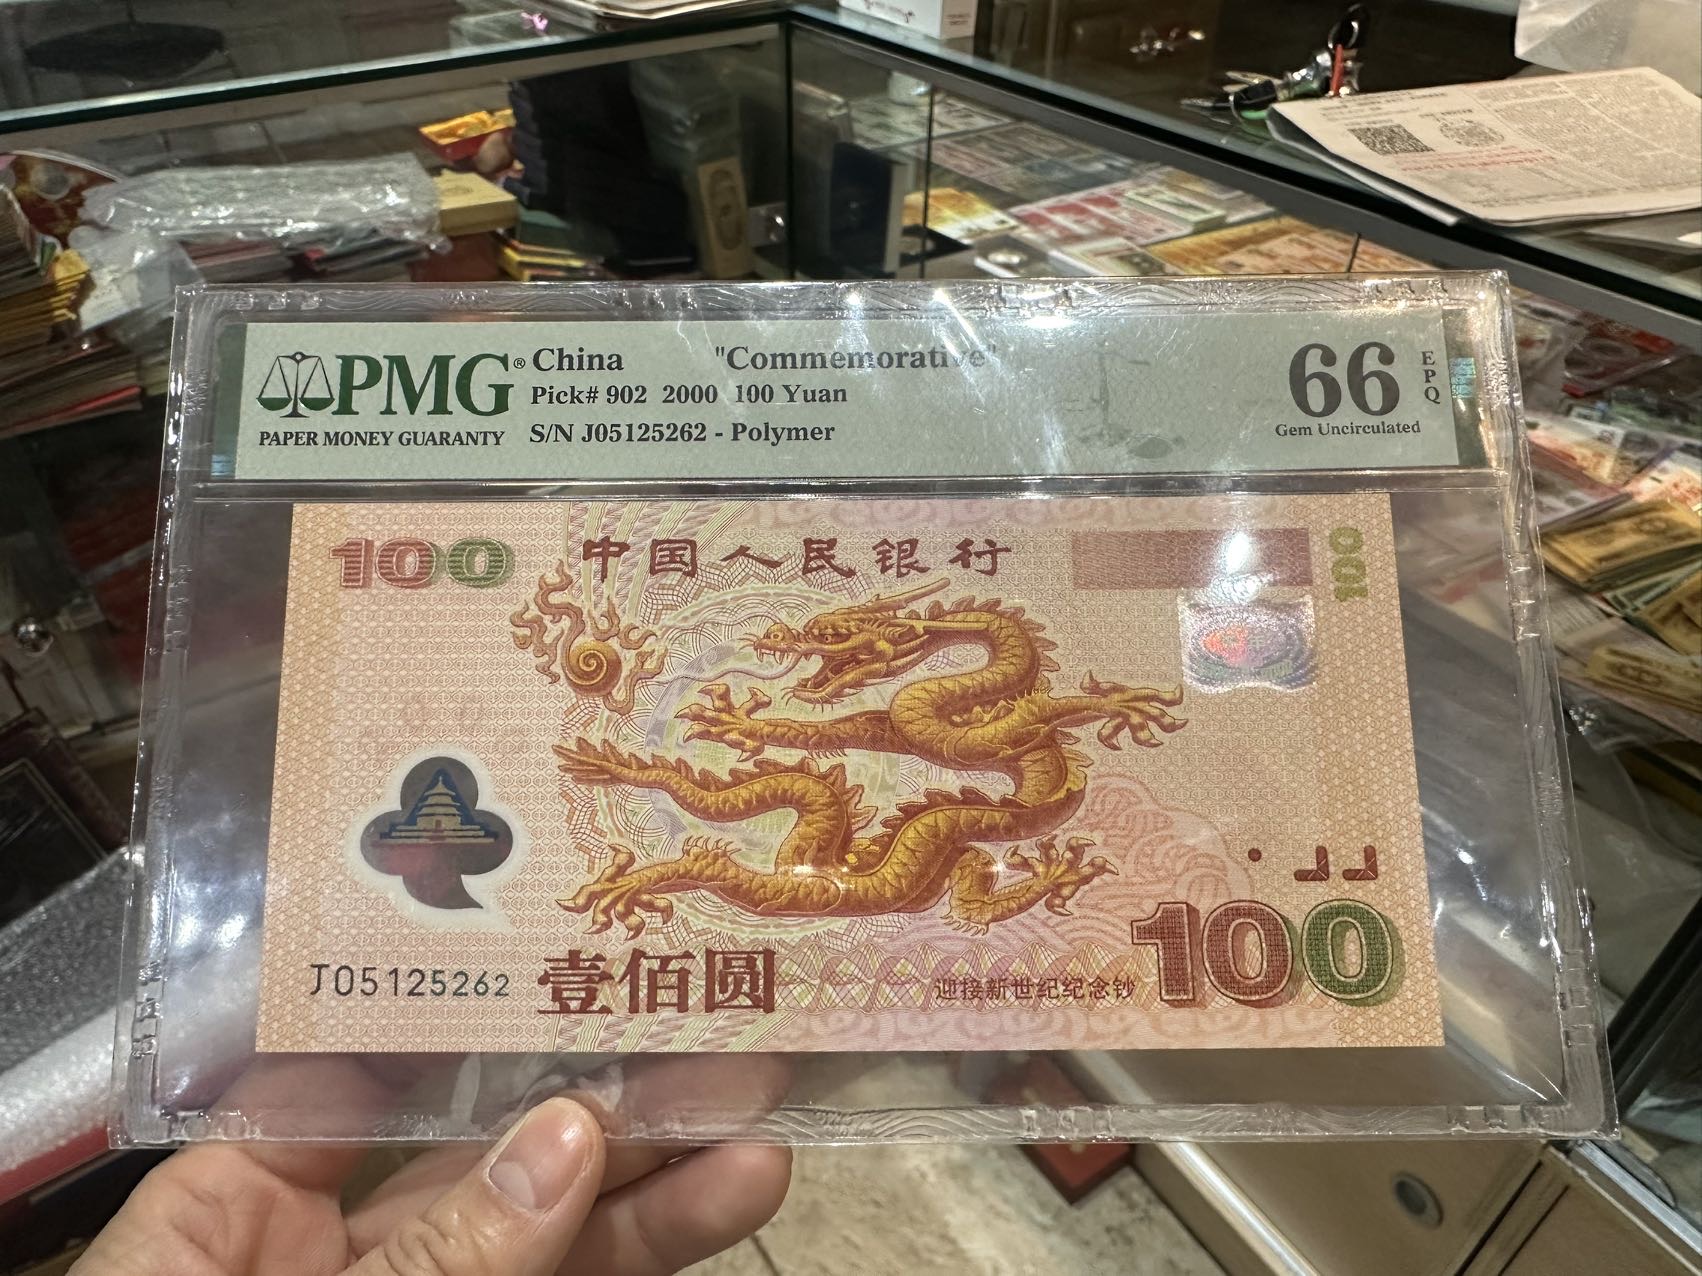 PMG® China "Commemorative"
Pick# 902 2000 100 Yuan
PAPER MONEY GUARANTY S/N J05125262 - Polymer
66
EPQ
Gem Uncirculated
100 中国人民银行 100
J05125262 壹佰圆 迎接新世纪纪念钞 100